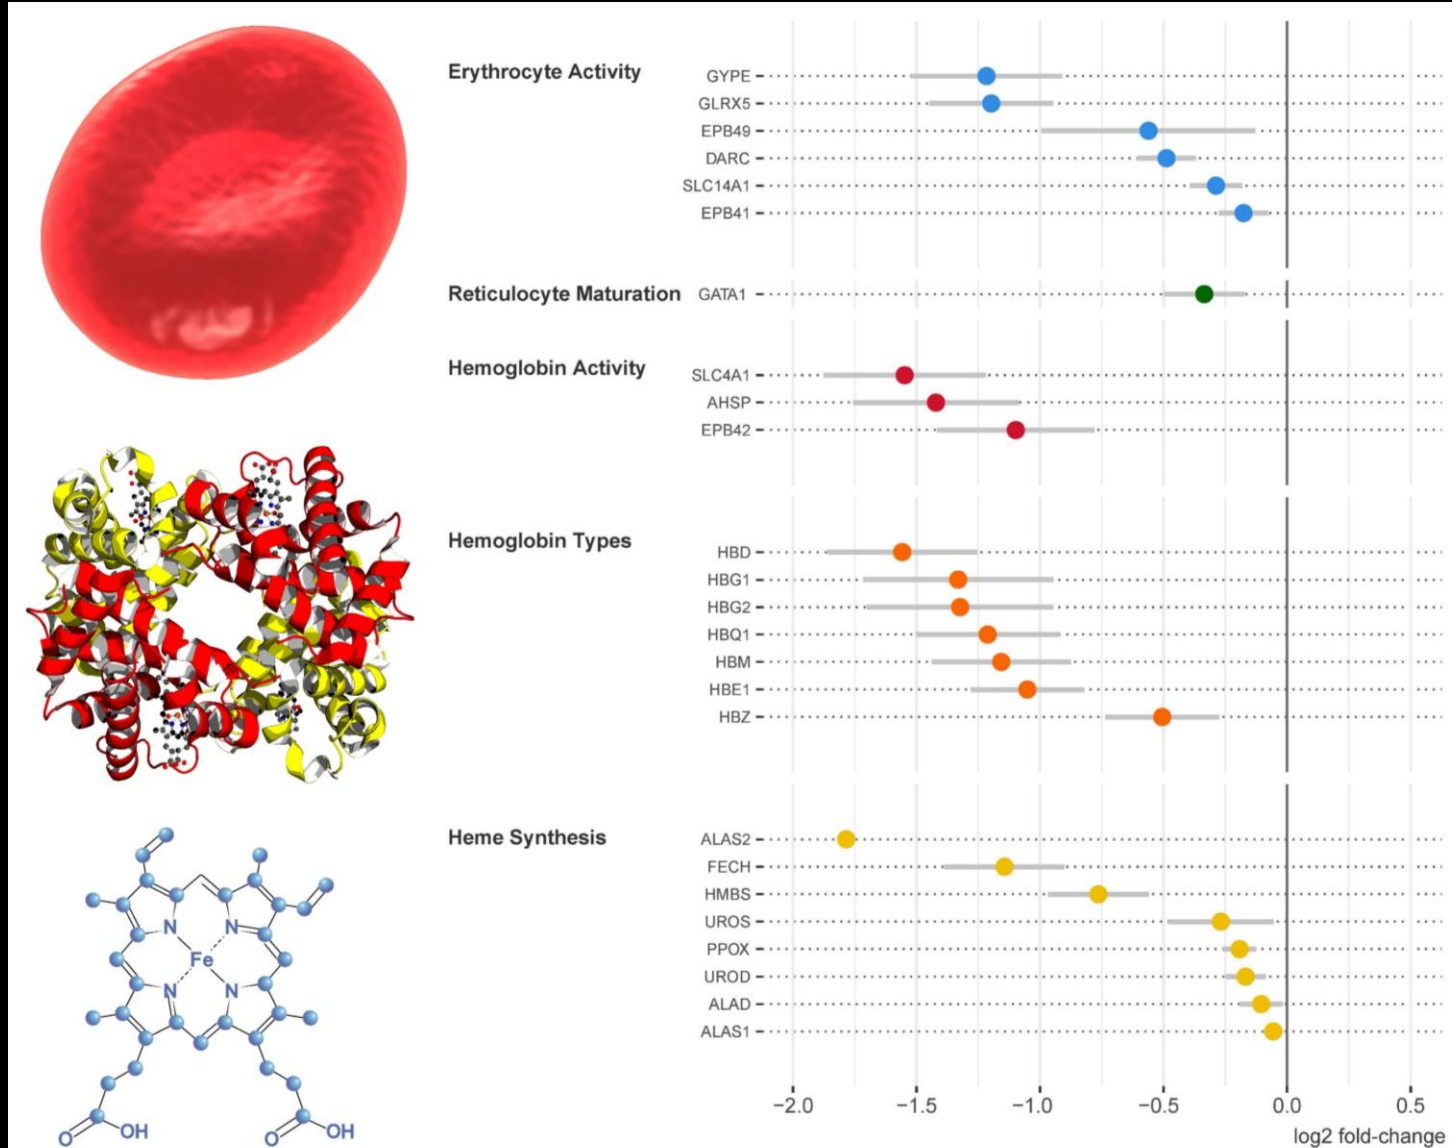 Erythrocyte Activity
GYPE
GLRX5
EPB49
DARC
SLC14A1
EPB41
Reticulocyte Maturation
GATA1
Hemoglobin Activity
SLC4A1
AHSP
EPB42
Hemoglobin Types
HBD
HBG1
HBG2
HBQ1
HBM
HBE1
HBZ
Heme Synthesis
ALAS2
FECH
HMBS
UROS
PPOX
UROD
ALAD
ALAS1
−2.0 −1.5 −1.0 −0.5 0.0 0.5
log2 fold-change
N N
Fe
N N
OH OH
O O